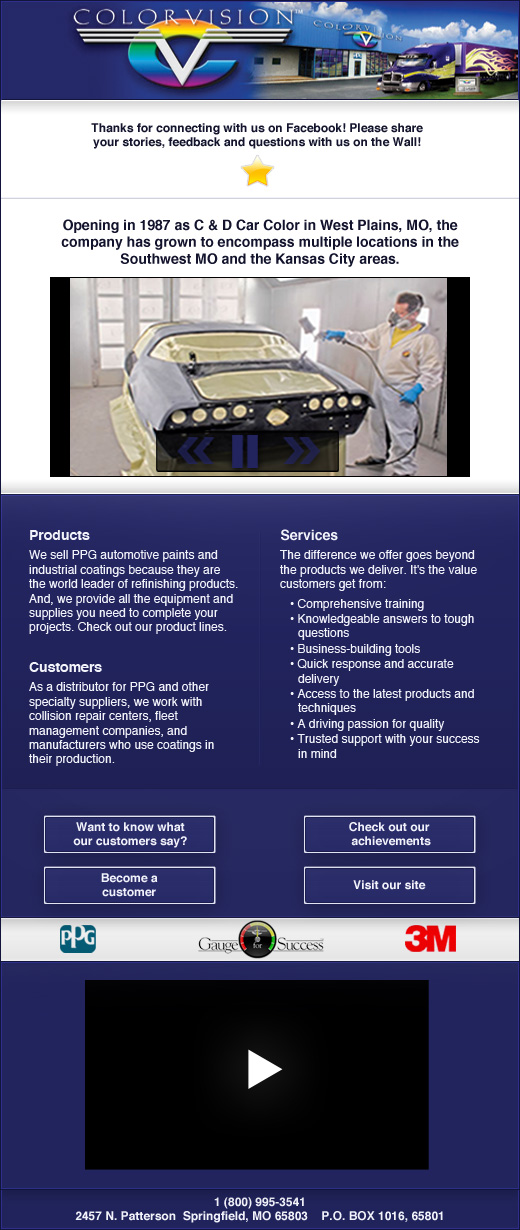 COLORVISION™
COLORVISION
Thanks for connecting with us on Facebook! Please share
your stories, feedback and questions with us on the Wall!
Opening in 1987 as C & D Car Color in West Plains, MO, the
company has grown to encompass multiple locations in the
Southwest MO and the Kansas City areas.
Products
We sell PPG automotive paints and
industrial coatings because they are
the world leader of refinishing products.
And, we provide all the equipment and
supplies you need to complete your
projects. Check out our product lines.
Customers
As a distributor for PPG and other
specialty suppliers, we work with
collision repair centers, fleet
management companies, and
manufacturers who use coatings in
their production.
Services
The difference we offer goes beyond
the products we deliver. It's the value
customers get from:
• Comprehensive training
• Knowledgeable answers to tough
questions
• Business-building tools
• Quick response and accurate
delivery
• Access to the latest products and
techniques
• A driving passion for quality
• Trusted support with your success
in mind
Want to know what
our customers say?
Check out our
achievements
Become a
customer
Visit our site
PPG
Gauge for Success
3M
1 (800) 995-3541
2457 N. Patterson Springfield, MO 65803 P.O. BOX 1016, 65801